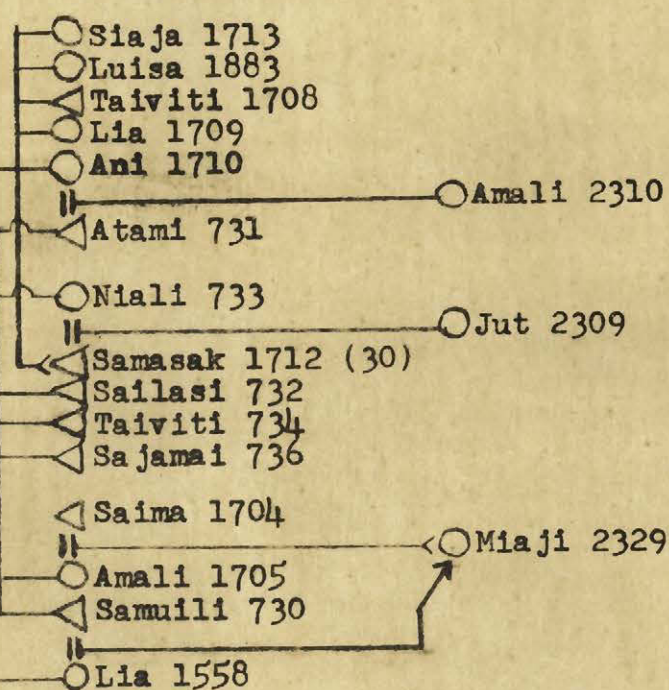 Siaja 1713
Luisa 1883
Taiviti 1708
Lia 1709
Ani 1710
Amali 2310
Atami 731
Niali 733
Jut 2309
Samasak 1712 (30)
Sailasi 732
Taiviti 734
Sajamai 736
Saima 1704
Miaji 2329
Amali 1705
Samuili 730
Lia 1558